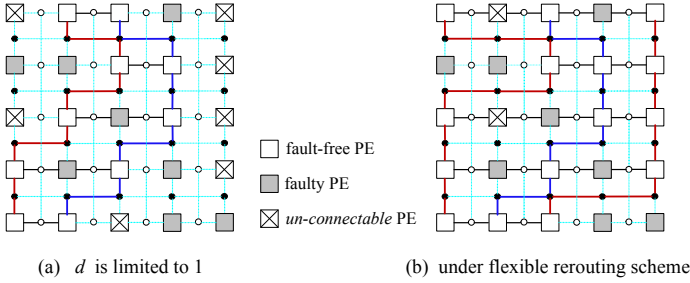 fault-free PE
faulty PE
un-connectable PE
(a) d is limited to 1
(b) under flexible rerouting scheme